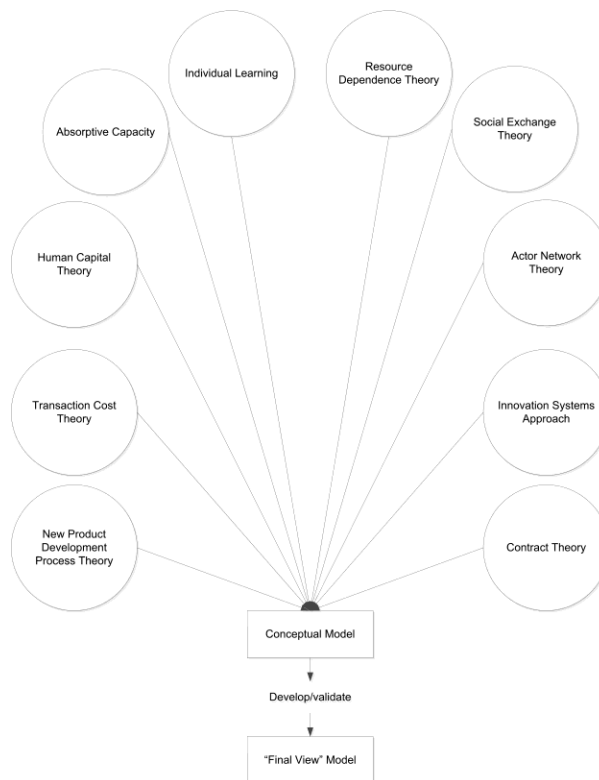 Individual Learning
Resource
Dependence Theory
Absorptive Capacity
Social Exchange
Theory
Human Capital
Theory
Actor Network
Theory
Transaction Cost
Theory
Innovation Systems
Approach
New Product
Development
Process Theory
Contract Theory
Conceptual Model
Develop/validate
“Final View” Model